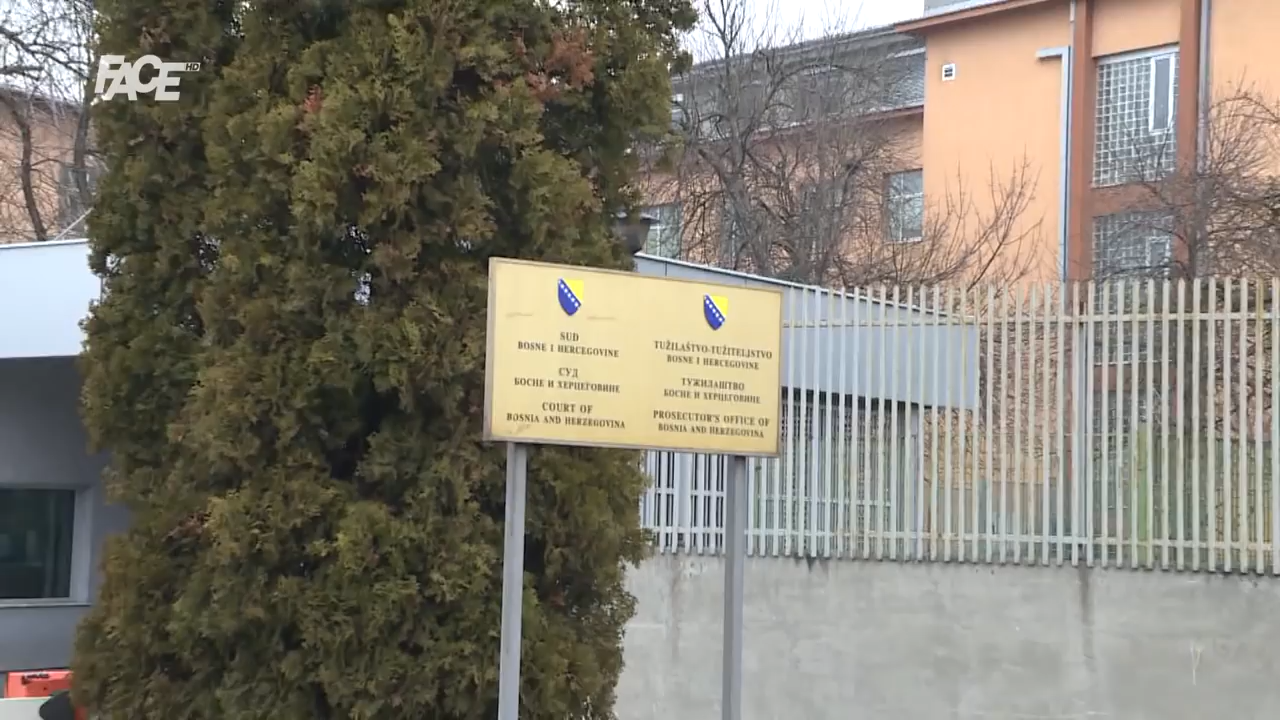 FACE HD
SUD
BOSNE I HERCEGOVINE
СУД
БОСНЕ И ХЕРЦЕГОВИНЕ
COURT OF
BOSNIA AND HERZEGOVINA
TUŽILAŠTVO-TUŽITELJSTVO
BOSNE I HERCEGOVINE
ТУЖИЛАШТВО
БОСНЕ И ХЕРЦЕГОВИНЕ
PROSECUTOR'S OFFICE OF
BOSNIA AND HERZEGOVINA